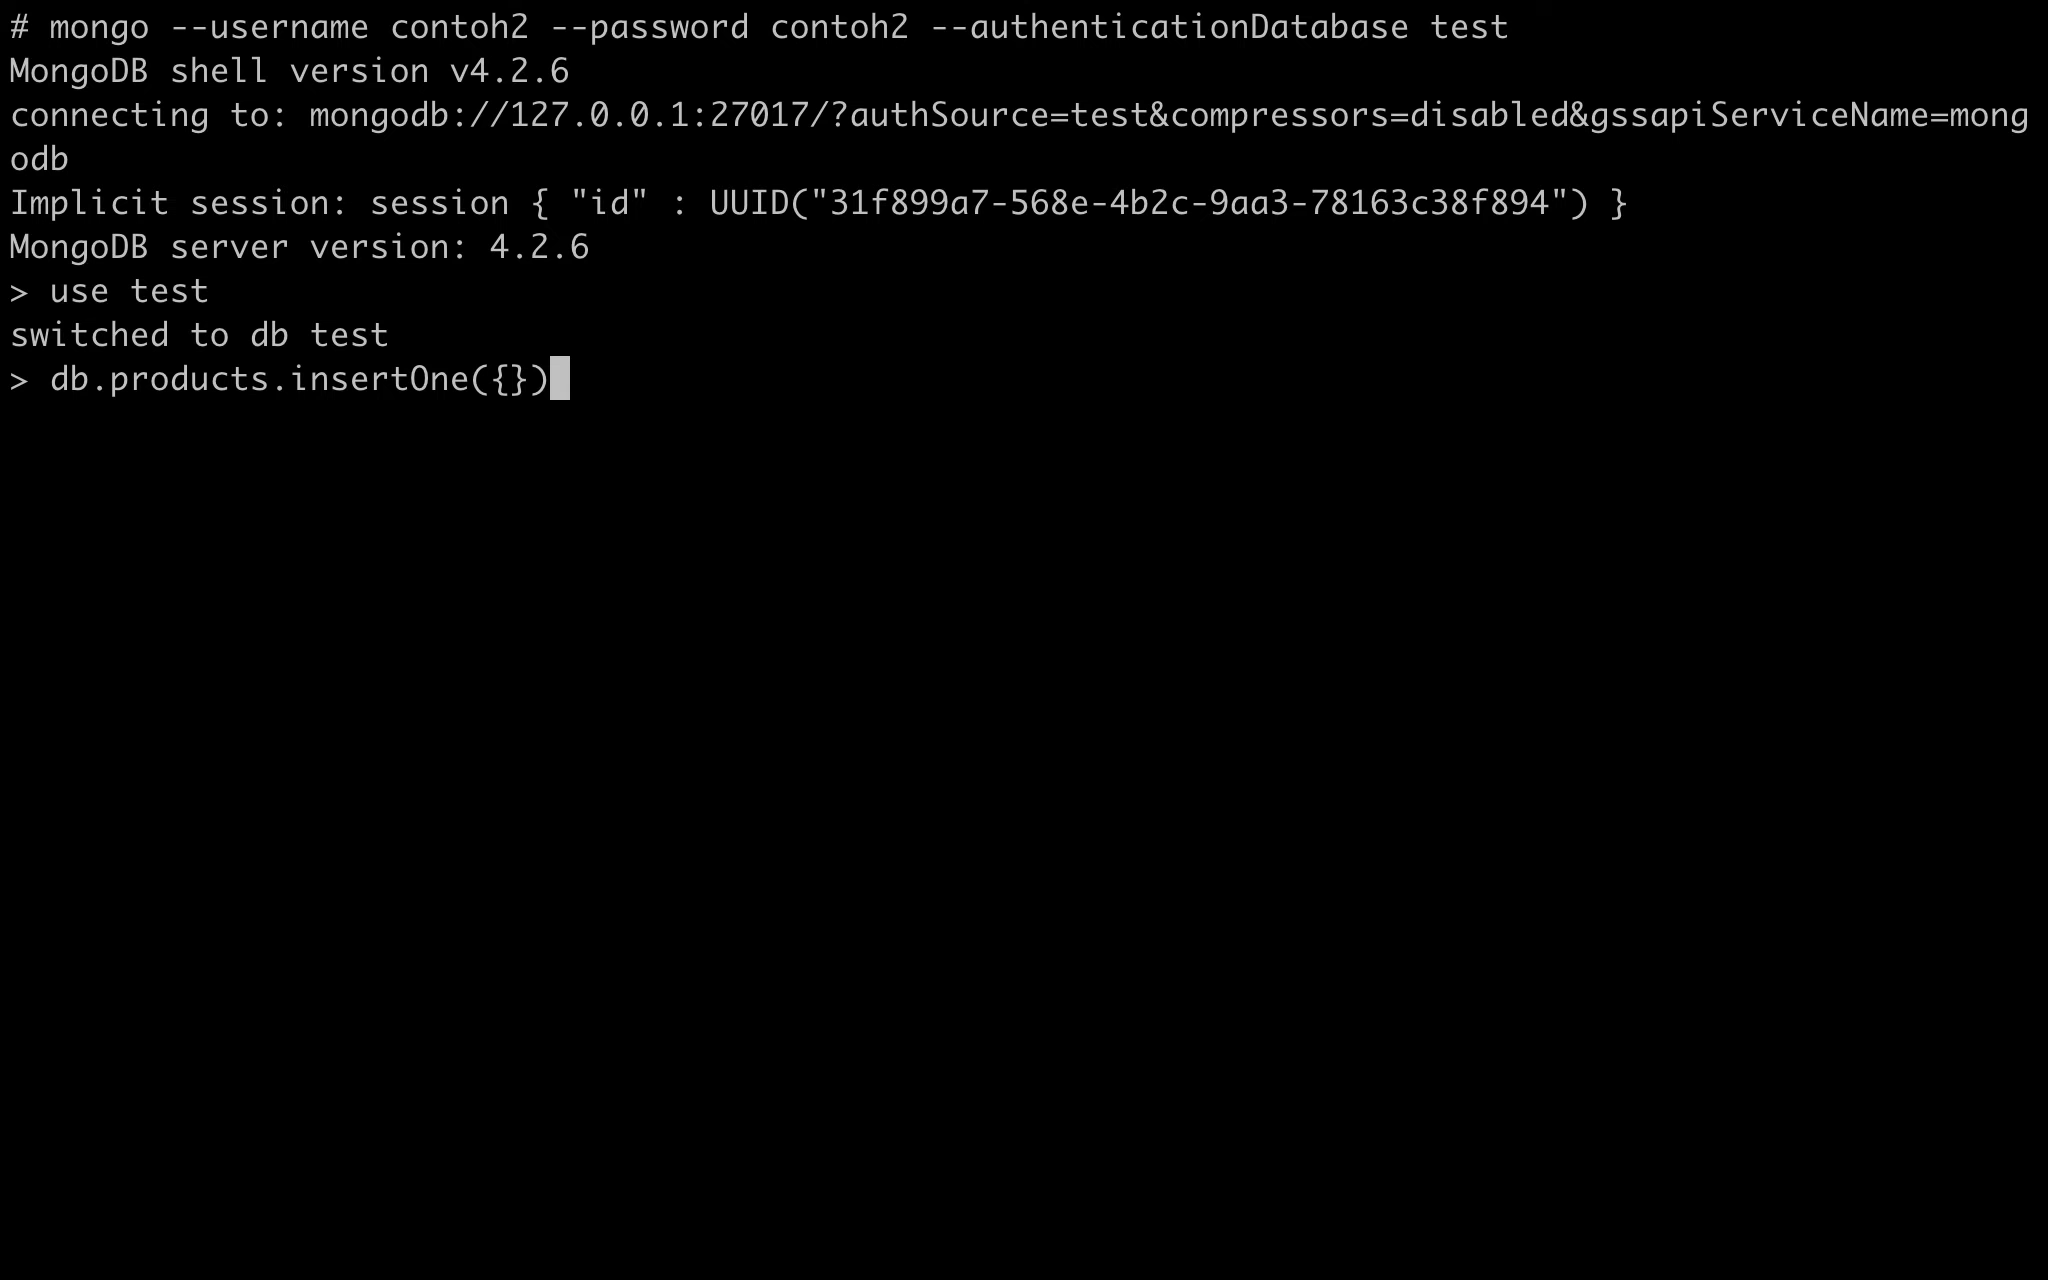 # mongo --username contoh2 --password contoh2 --authenticationDatabase test
MongoDB shell version v4.2.6
connecting to: mongodb://127.0.0.1:27017/?authSource=test&compressors=disabled&gssapiServiceName=mong
odb
Implicit session: session { "id" : UUID("31f899a7-568e-4b2c-9aa3-78163c38f894") }
MongoDB server version: 4.2.6
> use test
switched to db test
> db.products.insertOne({})